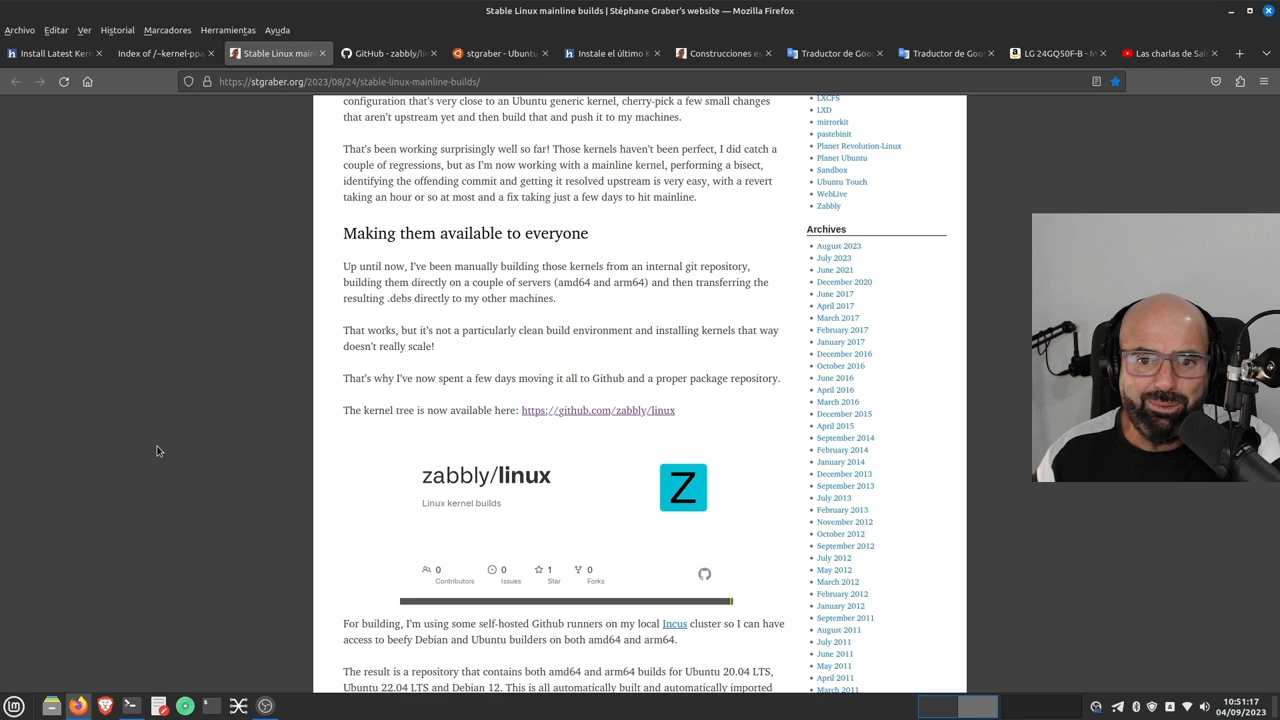 Stable Linux mainline builds | Stéphane Graber's website — Mozilla Firefox
Archivo Editar Ver Historial Marcadores Herramientas Ayuda
Install Latest Ker
Index of /~kernel-ppa
Stable Linux main
GitHub - zabbly/lin
stgraber - Ubuntu
Instale el último K
Construcciones es
Traductor de Goo
Traductor de Goo
LG 24GQ50F-B - M
Las charlas de Sal
https://stgraber.org/2023/08/24/stable-linux-mainline-builds/
configuration that's very close to an Ubuntu generic kernel, cherry-pick a few small changes
that aren't upstream yet and then build that and push it to my machines.
That's been working surprisingly well so far! Those kernels haven't been perfect, I did catch a
couple of regressions, but as I'm now working with a mainline kernel, performing a bisect,
identifying the offending commit and getting it resolved upstream is very easy, with a revert
taking an hour or so at most and a fix taking just a few days to hit mainline.
Making them available to everyone
Up until now, I've been manually building those kernels from an internal git repository,
building them directly on a couple of servers (amd64 and arm64) and then transferring the
resulting .debs directly to my other machines.
That works, but it's not a particularly clean build environment and installing kernels that way
doesn't really scale!
That's why I've now spent a few days moving it all to Github and a proper package repository.
The kernel tree is now available here: https://github.com/zabbly/linux
zabbly/linux
Linux kernel builds
Z
0
Contributors
0
Issues
1
Star
0
Forks
For building, I'm using some self-hosted Github runners on my local Incus cluster so I can have
access to beefy Debian and Ubuntu builders on both amd64 and arm64.
The result is a repository that contains both amd64 and arm64 builds for Ubuntu 20.04 LTS,
Ubuntu 22.04 LTS and Debian 12. This is all automatically built and automatically imported
LXCFS
LXD
mirrorkit
pastebinit
Planet Revolution-Linux
Planet Ubuntu
Sandbox
Ubuntu Touch
WebLive
Zabbly
Archives
August 2023
July 2023
June 2021
December 2020
June 2017
April 2017
March 2017
February 2017
January 2017
December 2016
October 2016
June 2016
April 2016
March 2016
December 2015
April 2015
September 2014
February 2014
January 2014
December 2013
September 2013
July 2013
February 2013
November 2012
October 2012
September 2012
July 2012
May 2012
March 2012
February 2012
January 2012
September 2011
August 2011
July 2011
June 2011
May 2011
April 2011
March 2011
10:51:17
04/09/2023